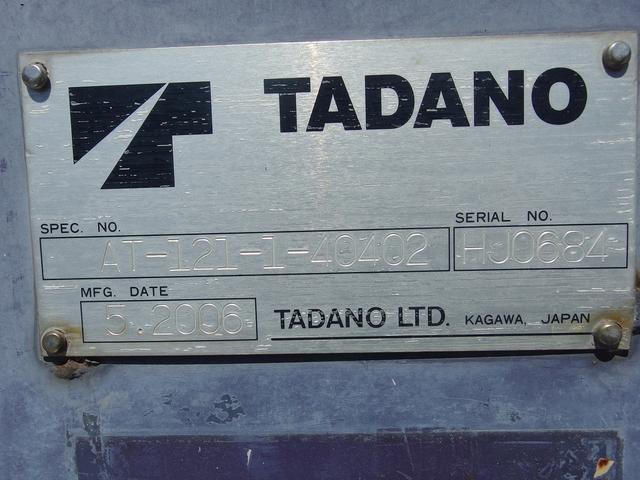 TADANO
SPEC. NO.
SERIAL NO.
AT-121-1-40402
HJ0684
MFG. DATE
5.2006
TADANO LTD. KAGAWA, JAPAN